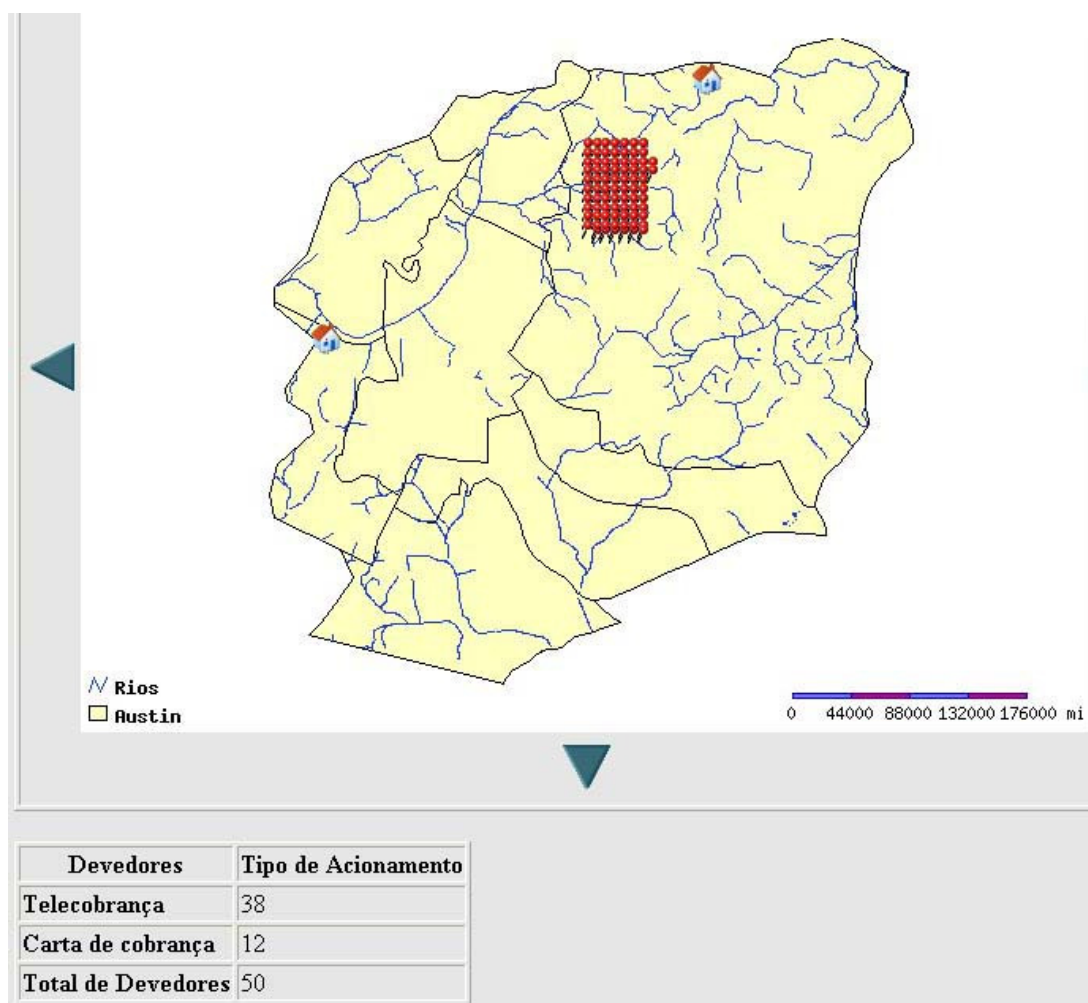 Rios
Austin
0 44000 88000 132000 176000 mi
Devedores Tipo de Acionamento
Telecobrança 38
Carta de cobrança 12
Total de Devedores 50